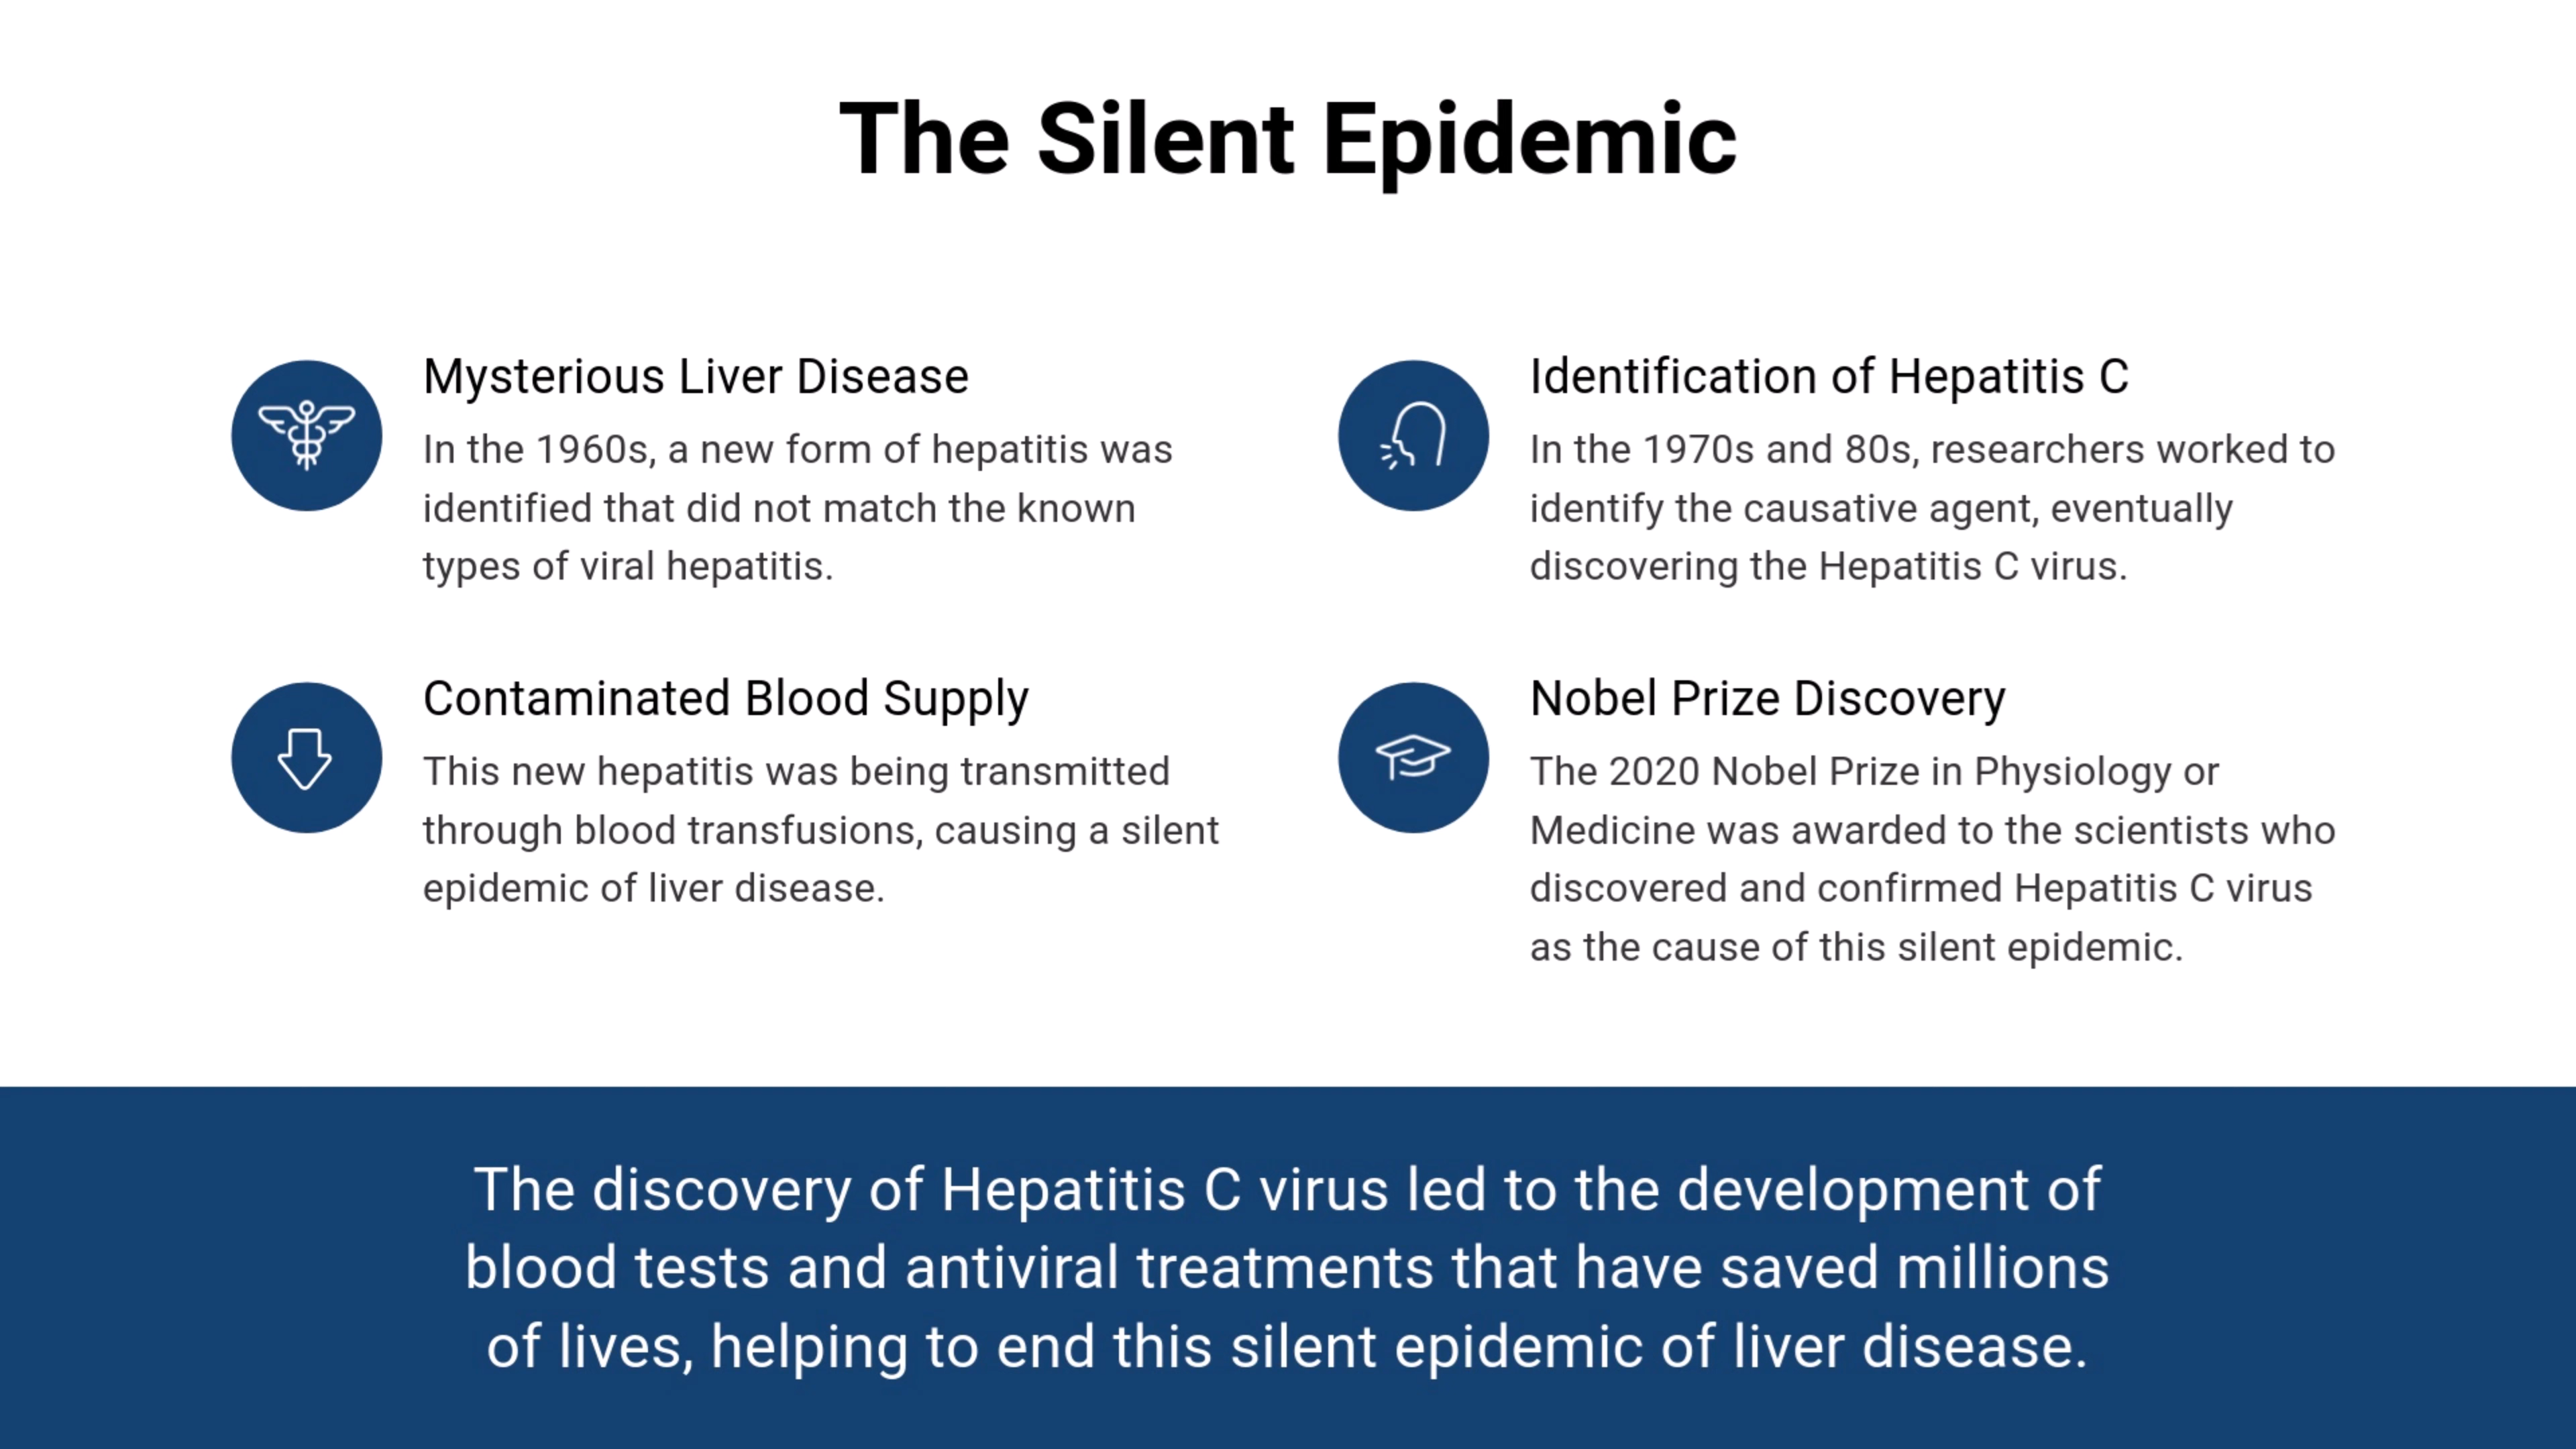 The Silent Epidemic
Mysterious Liver Disease
In the 1960s, a new form of hepatitis was
identified that did not match the known
types of viral hepatitis.
Identification of Hepatitis C
In the 1970s and 80s, researchers worked to
identify the causative agent, eventually
discovering the Hepatitis C virus.
Contaminated Blood Supply
This new hepatitis was being transmitted
through blood transfusions, causing a silent
epidemic of liver disease.
Nobel Prize Discovery
The 2020 Nobel Prize in Physiology or
Medicine was awarded to the scientists who
discovered and confirmed Hepatitis C virus
as the cause of this silent epidemic.
The discovery of Hepatitis C virus led to the development of
blood tests and antiviral treatments that have saved millions
of lives, helping to end this silent epidemic of liver disease.